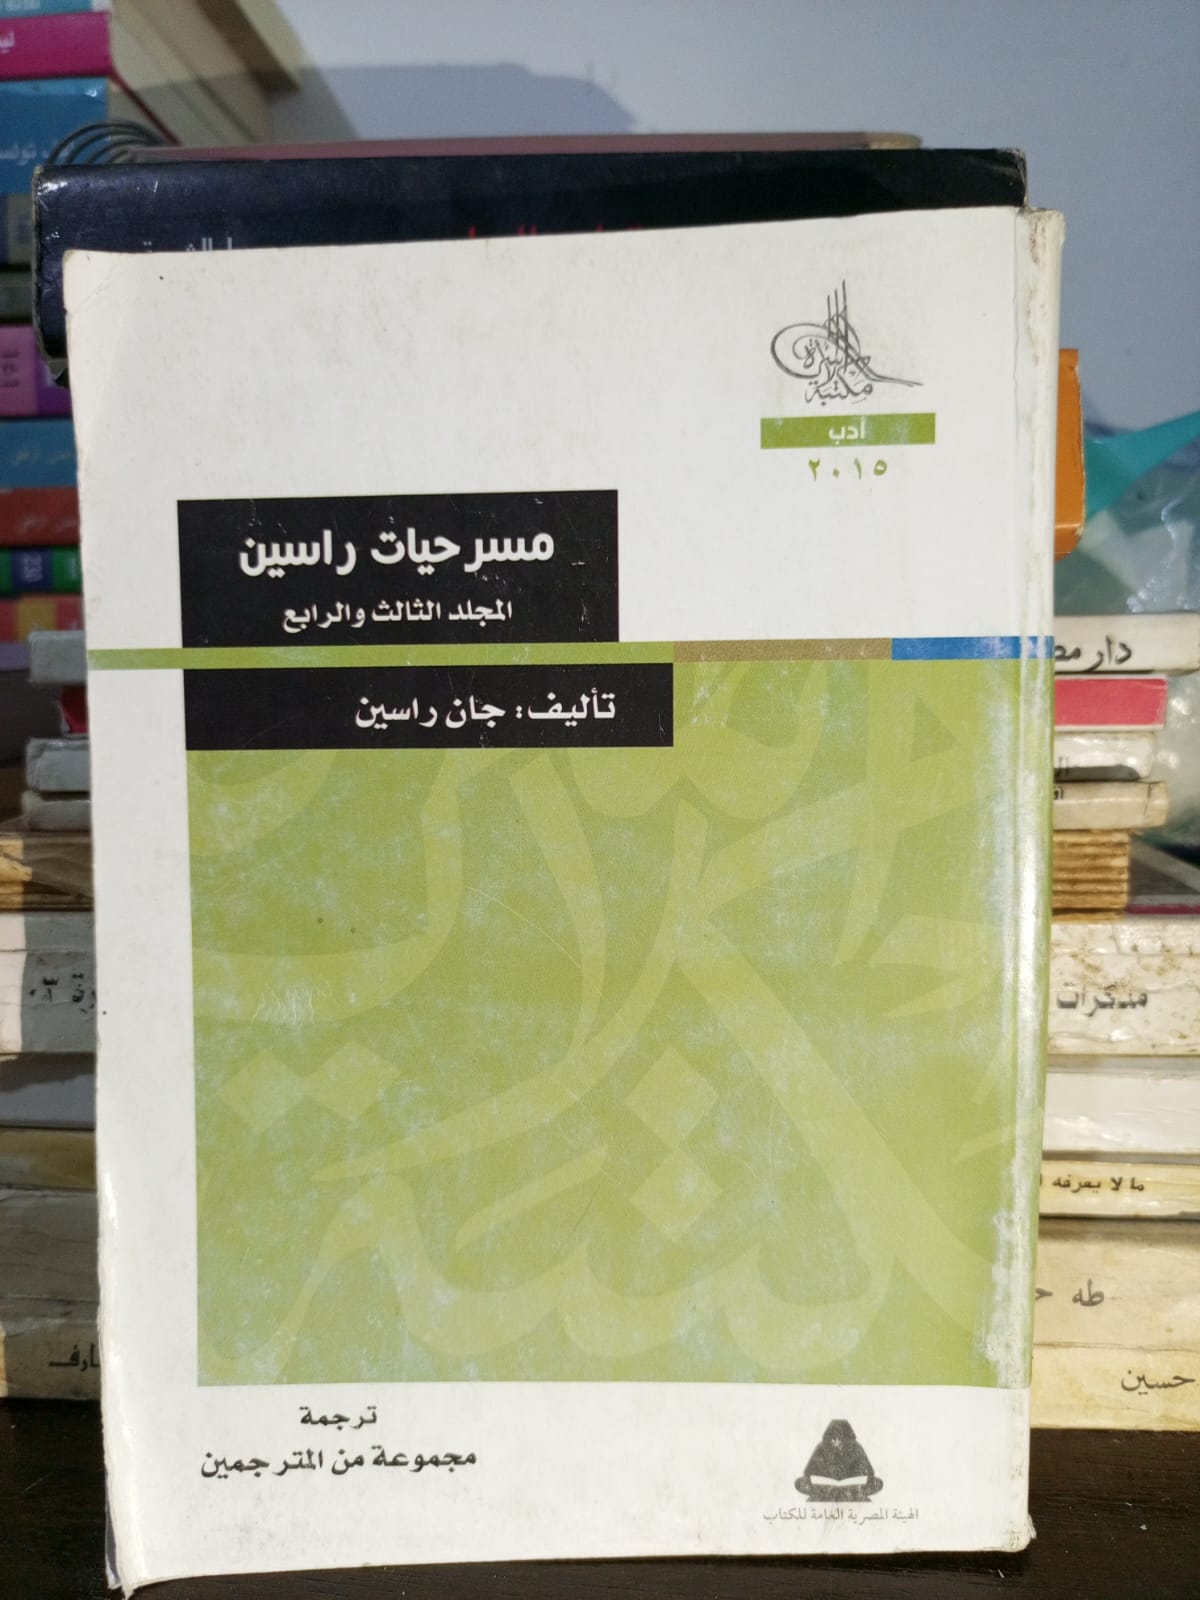 مكتبة الأسرة
أدب
٢٠١٥
مسرحيات راسين
المجلد الثالث والرابع
تأليف: جان راسين
ترجمة
مجموعة من المترجمين
الهيئة المصرية العامة للكتاب
دار
مذكرات
ما لا يعرفه
طه
حسين